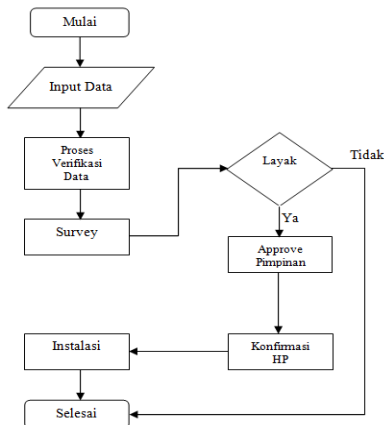 Mulai
Input Data
Proses
Verifikasi
Data
Survey
Layak
Tidak
Ya
Approve
Pimpinan
Konfirmasi
HP
Instalasi
Selesai